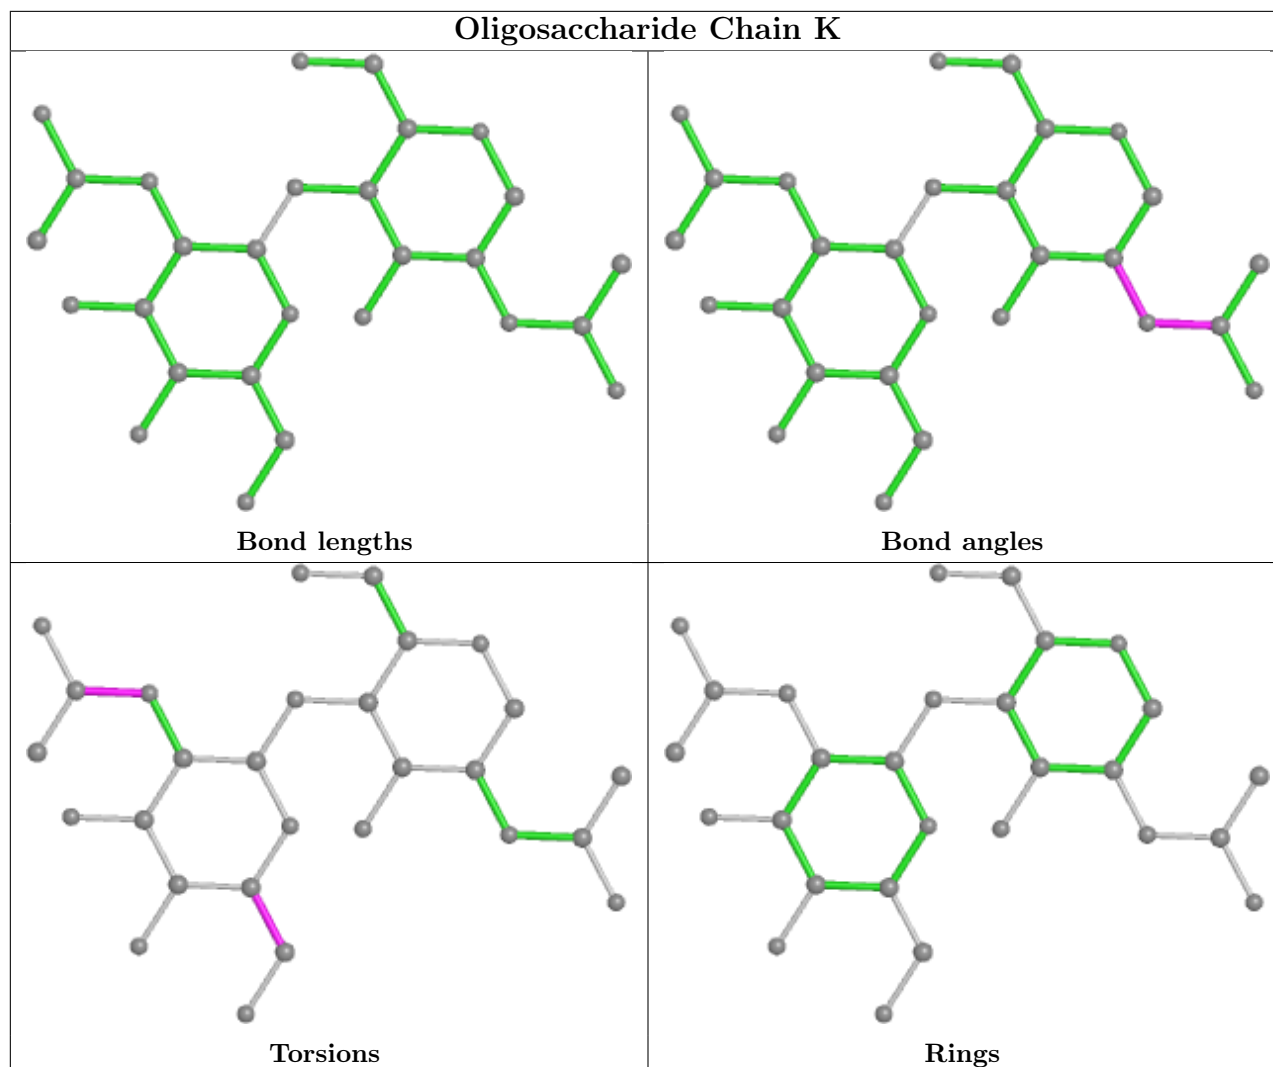 Oligosaccharide Chain K
Bond lengths
Bond angles
Torsions
Rings